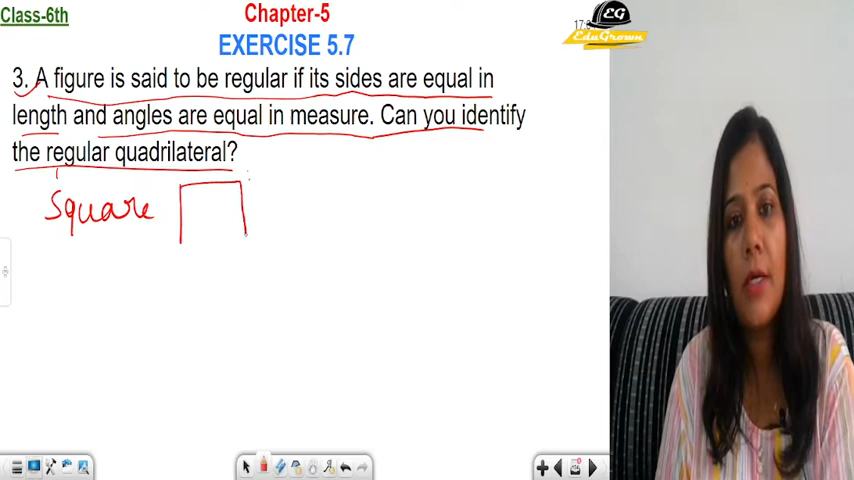 Class-6th
Chapter-5
EXERCISE 5.7
EG
EduGrown
3. A figure is said to be regular if its sides are equal in
length and angles are equal in measure. Can you identify
the regular quadrilateral?
Square